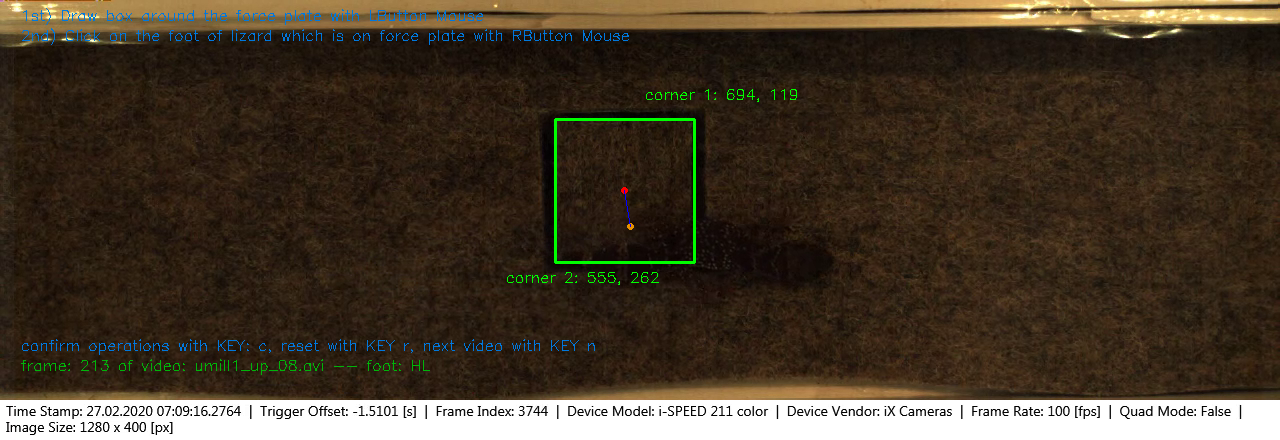 1st) Draw box around the force plate with LButton Mouse
2nd) Click on the foot of lizard which is on force plate with RButton Mouse
corner 1: 694, 119
corner 2: 555, 262
confirm operations with KEY: c, reset with KEY r, next video with KEY n
frame: 213 of video: umill1_up_08.avi -- foot: HL
Time Stamp: 27.02.2020 07:09:16.2764 | Trigger Offset: -1.5101 [s] | Frame Index: 3744 | Device Model: i-SPEED 211 color | Device Vendor: iX Cameras | Frame Rate: 100 [fps] | Quad Mode: False |
Image Size: 1280 x 400 [px]